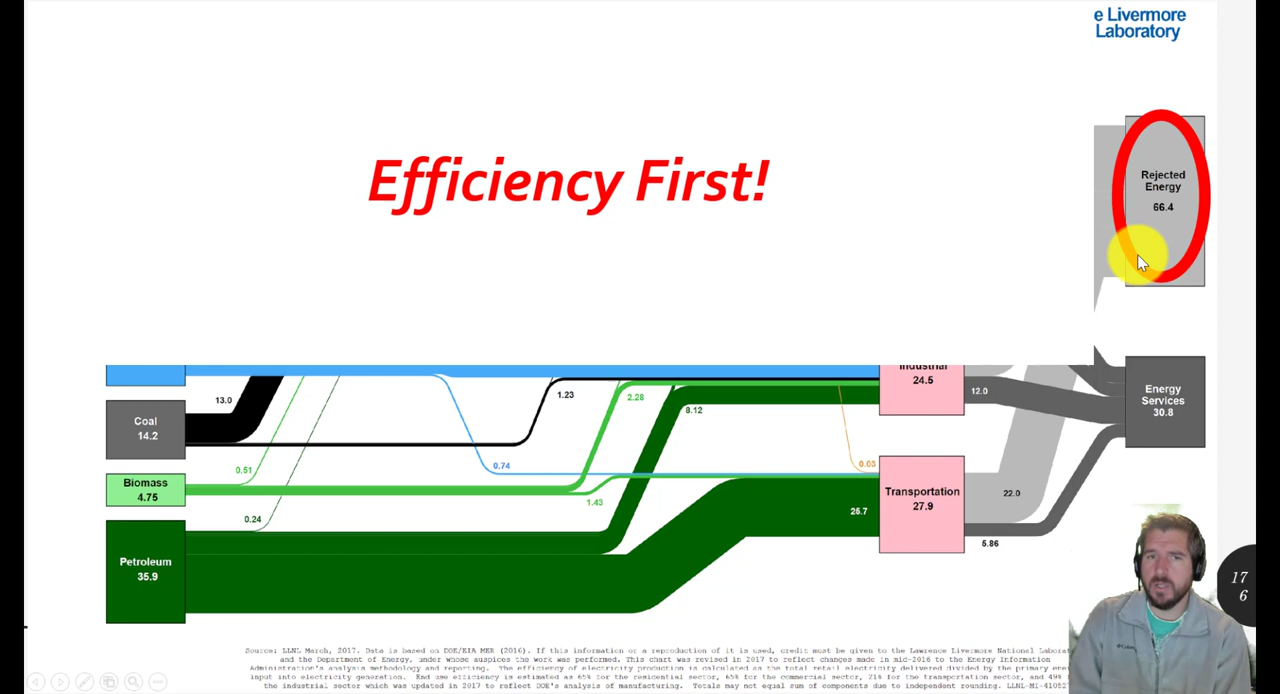 e Livermore
Laboratory
Efficiency First!
Rejected
Energy
66.4
Industrial
24.5
12.0
Energy
Services
30.8
Coal
14.2
13.0
1.23
2.28
8.12
0.51
0.74
0.03
Biomass
4.75
1.43
Transportation
27.9
22.0
0.24
25.7
5.86
Petroleum
35.9
17
6
Source: LLNL March, 2017. Data is based on DOE/EIA MER (2016). If this information or a reproduction of it is used, credit must be given to the Lawrence Livermore National
and the Department of Energy, under whose auspices the work was performed. This chart was revised in 2017 to reflect changes made in mid-2016 to the Energy Information
Administration's analysis methodology and reporting. The efficiency of electricity production is calculated as the total retail electricity delivered divided by the primary
input into electricity generation. End use efficiency is estimated as 65% for the residential sector, 65% for the commercial sector, 21% for the transportation sector, and 49%
the industrial sector which was updated in 2017 to reflect DOE's analysis of manufacturing. Totals may not equal sum of components due to independent rounding.